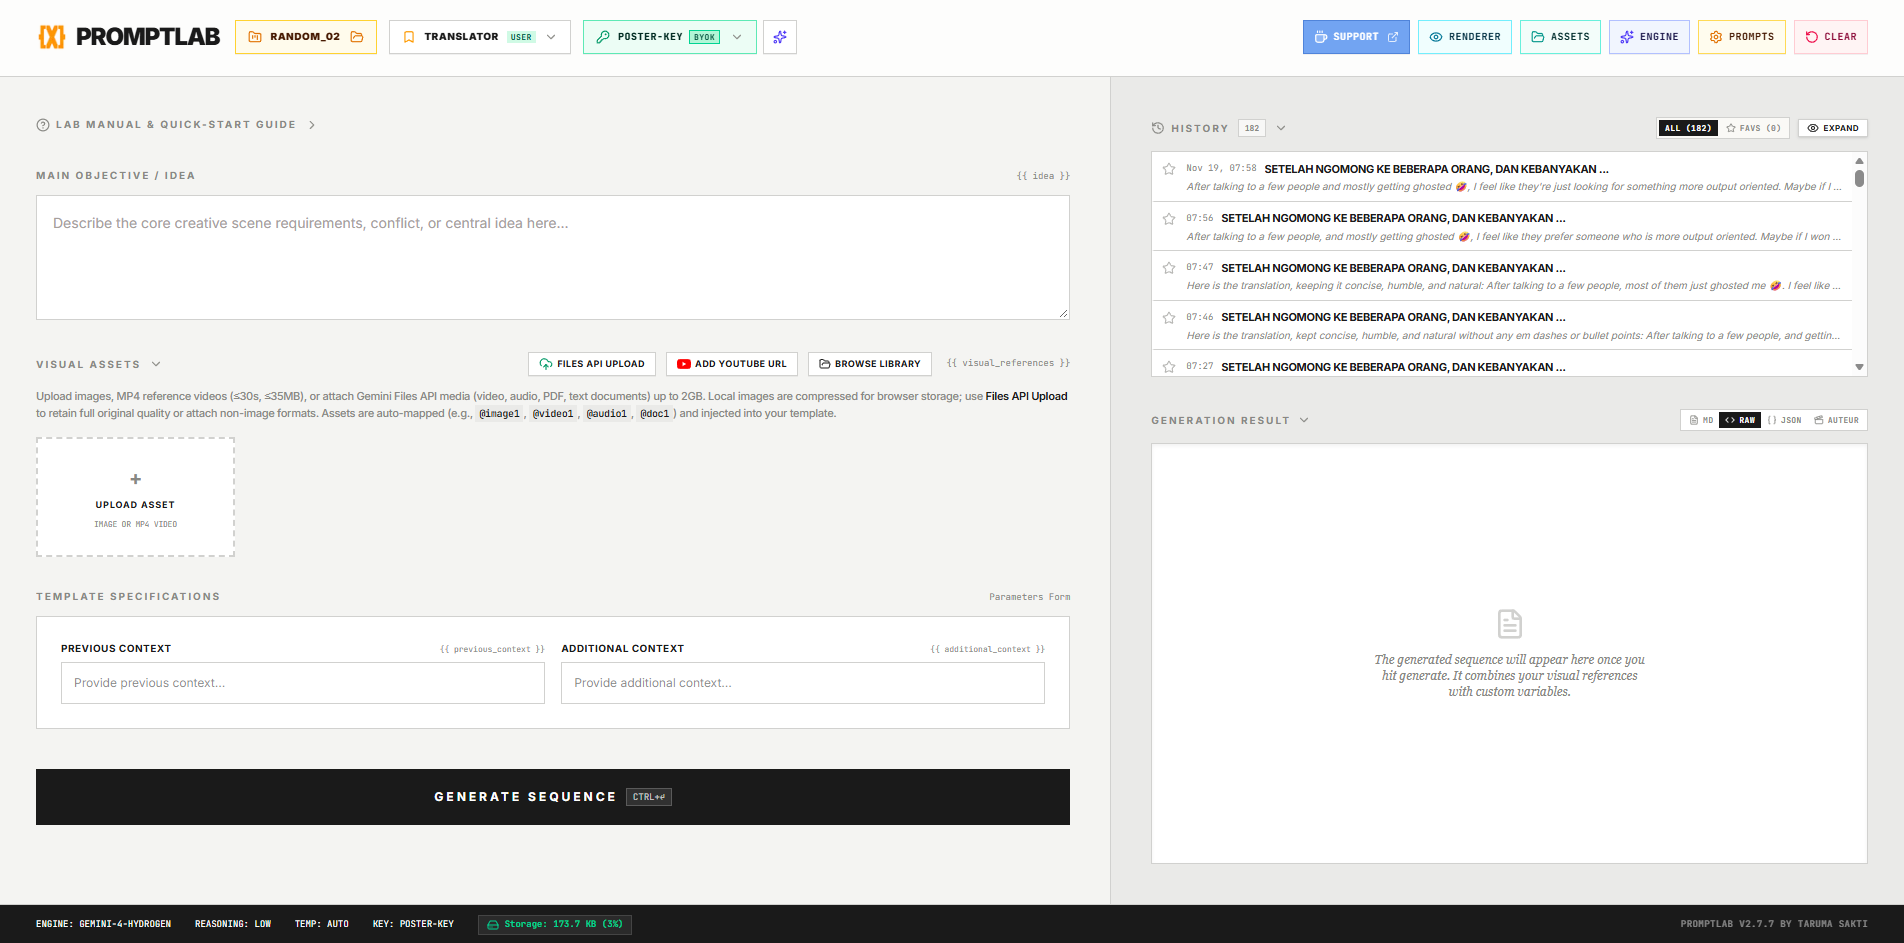 PROMPTLAB
RANDOM_02
TRANSLATOR USER
POSTER-KEY BYOK
SUPPORT
RENDERER
ASSETS
ENGINE
PROMPTS
CLEAR
LAB MANUAL & QUICK-START GUIDE
MAIN OBJECTIVE / IDEA
{{ idea }}
Describe the core creative scene requirements, conflict, or central idea here...
VISUAL ASSETS
FILES API UPLOAD
ADD YOUTUBE URL
BROWSE LIBRARY
{{ visual_references }}
Upload images, MP4 reference videos (≤30s, ≤35MB), or attach Gemini Files API media (video, audio, PDF, text documents) up to 2GB. Local images are compressed for browser storage; use Files API Upload
to retain full original quality or attach non-image formats. Assets are auto-mapped (e.g., @image1, @video1, @audio1, @doc1) and injected into your template.
+
UPLOAD ASSET
IMAGE OR MP4 VIDEO
TEMPLATE SPECIFICATIONS
Parameters Form
PREVIOUS CONTEXT
{{ previous_context }}
Provide previous context...
ADDITIONAL CONTEXT
{{ additional_context }}
Provide additional context...
GENERATE SEQUENCE CTRL+↵
HISTORY 182
ALL (182)
FAVS (0)
EXPAND
Nov 19, 07:58 SETELAH NGOMONG KE BEBERAPA ORANG, DAN KEBANYAKAN ...
After talking to a few people and mostly getting ghosted 🤣, I feel like they're just looking for something more output oriented. Maybe if I ...
07:56 SETELAH NGOMONG KE BEBERAPA ORANG, DAN KEBANYAKAN ...
After talking to a few people, and mostly getting ghosted 🤣, I feel like they prefer someone who is more output oriented. Maybe if I won ...
07:47 SETELAH NGOMONG KE BEBERAPA ORANG, DAN KEBANYAKAN ...
Here is the translation, keeping it concise, humble, and natural: After talking to a few people, most of them just ghosted me 🤣. I feel like ...
07:46 SETELAH NGOMONG KE BEBERAPA ORANG, DAN KEBANYAKAN ...
Here is the translation, kept concise, humble, and natural without any em dashes or bullet points: After talking to a few people, and gettin...
07:27 SETELAH NGOMONG KE BEBERAPA ORANG, DAN KEBANYAKAN ...
GENERATION RESULT
MD
<> RAW
{} JSON
AUTEUR
The generated sequence will appear here once you
hit generate. It combines your visual references
with custom variables.
ENGINE: GEMINI-4-HYDROGEN
REASONING: LOW
TEMP: AUTO
KEY: POSTER-KEY
Storage: 173.7 KB (3%)
PROMPTLAB V2.7.7 BY TARUMA SAKTI